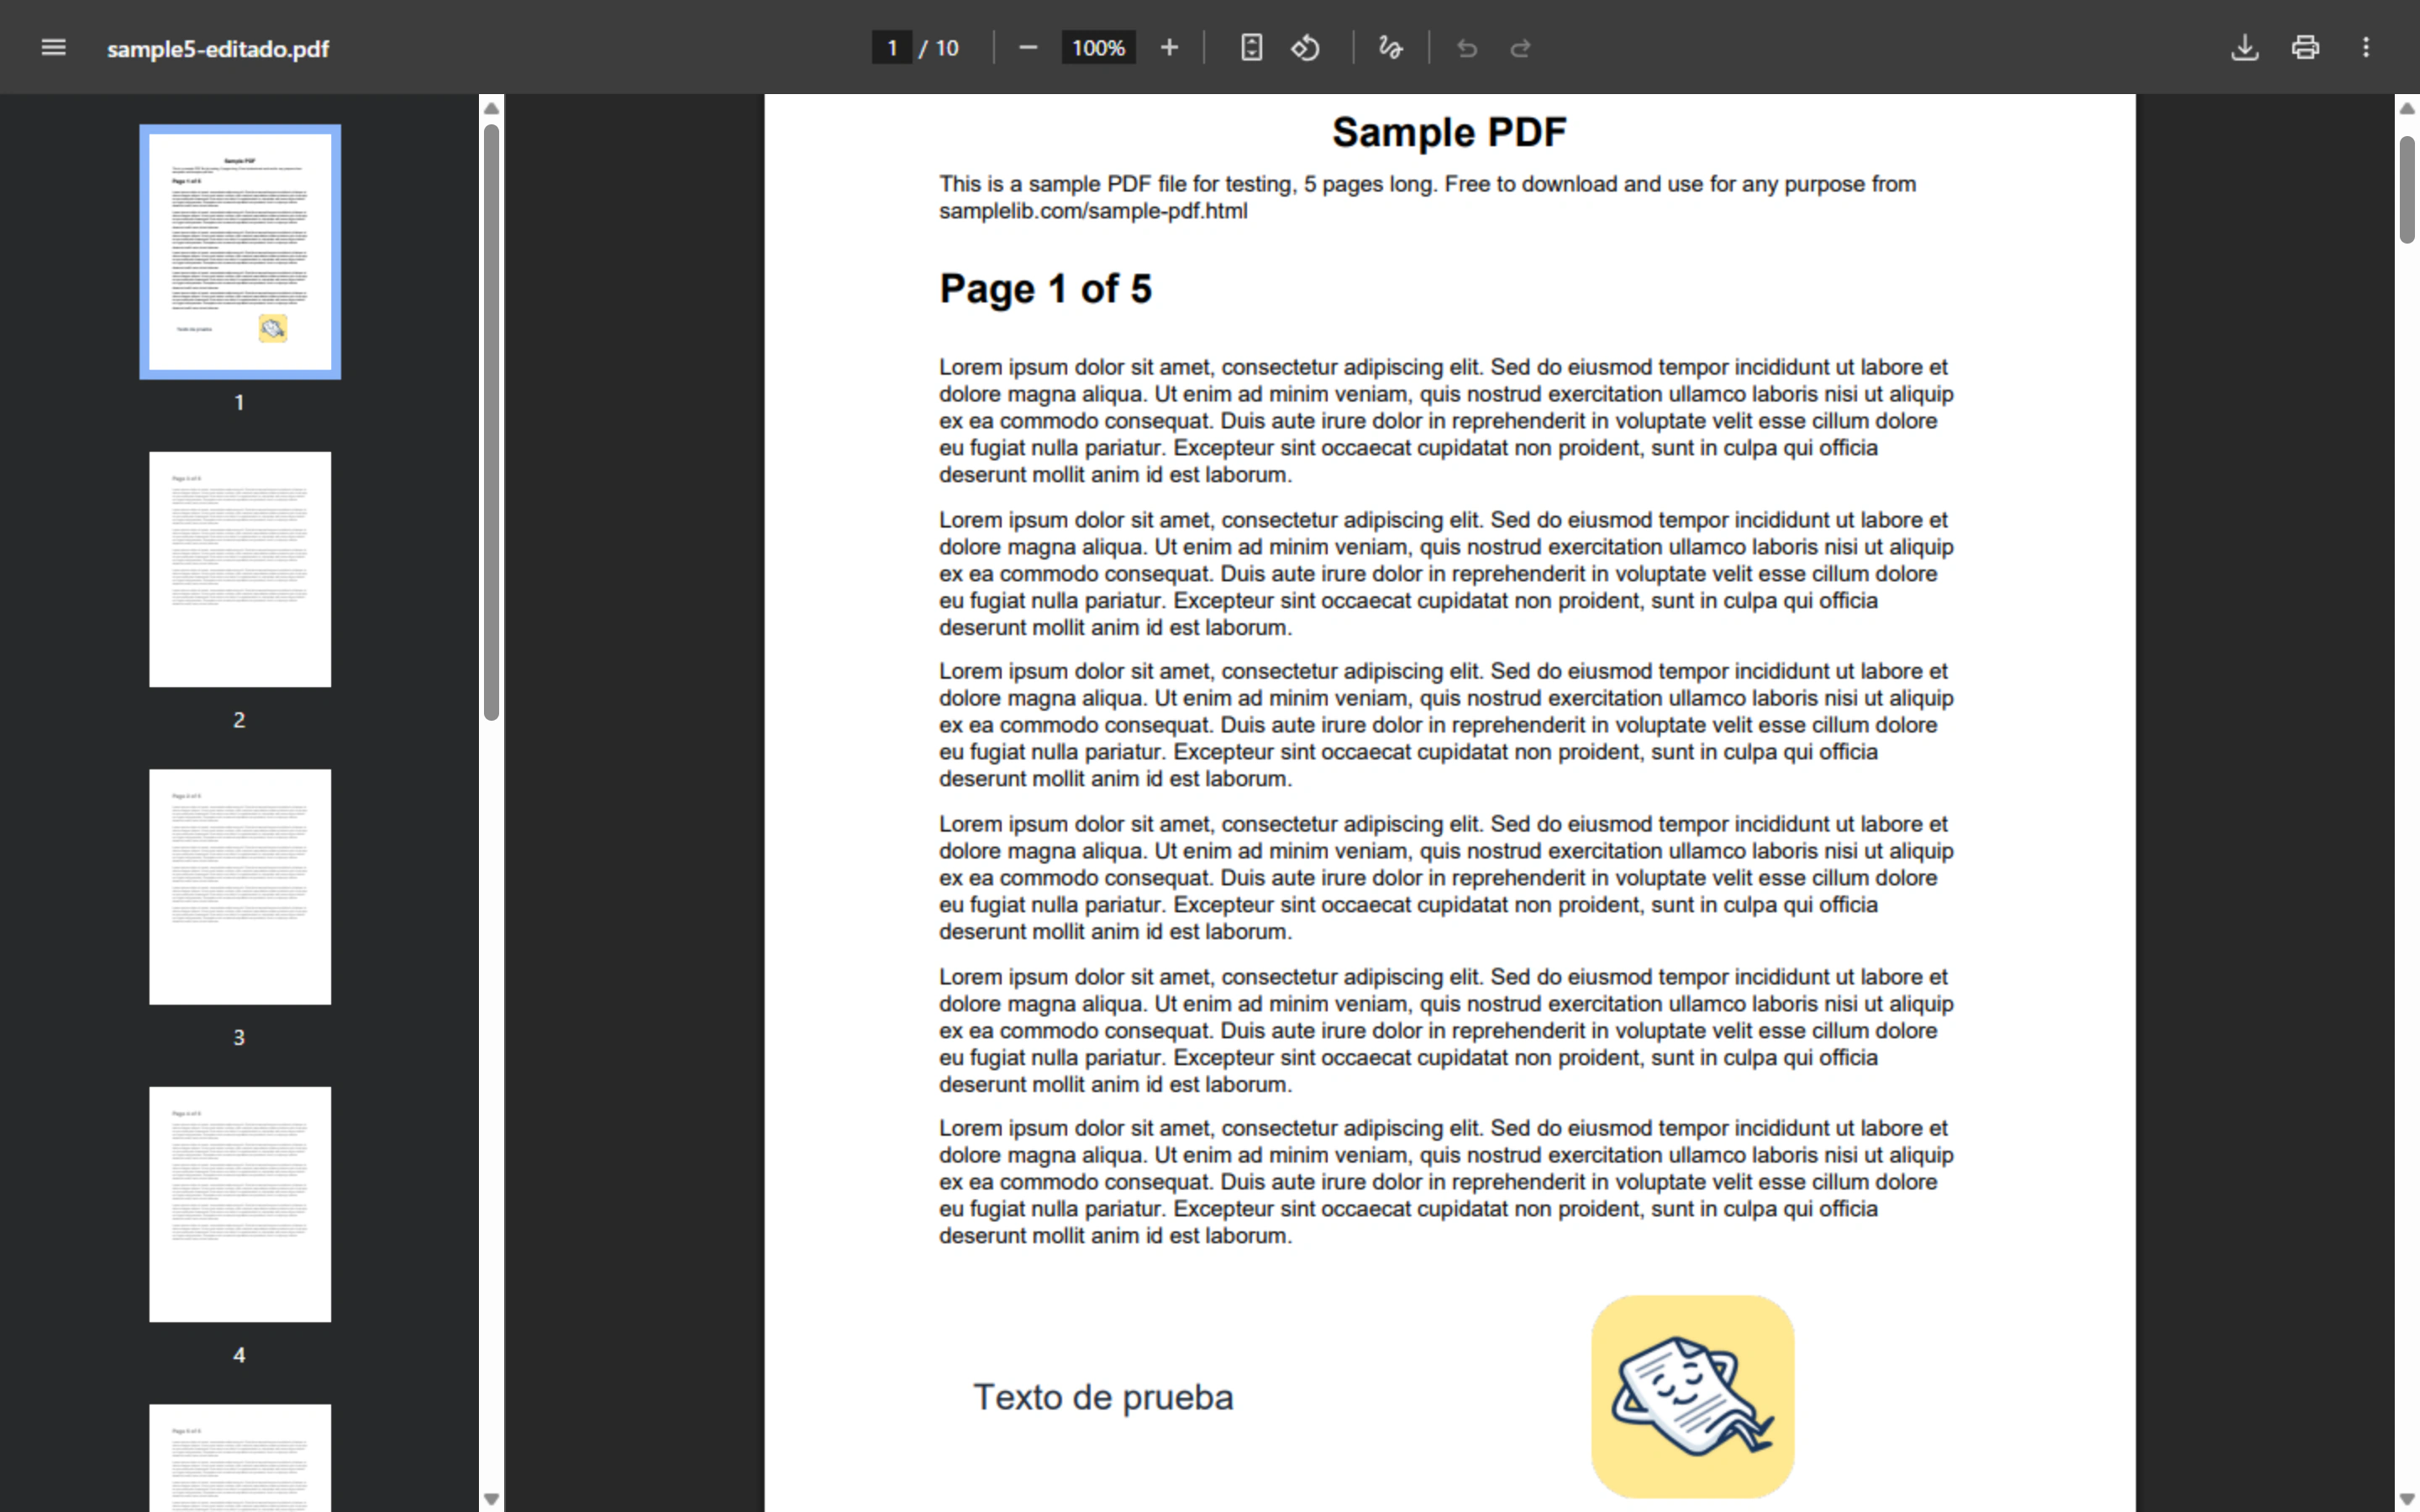 sample5-editado.pdf
1 / 10
100%
1
2
3
4
Sample PDF
This is a sample PDF file for testing, 5 pages long. Free to download and use for any purpose from
samplelib.com/sample-pdf.html
Page 1 of 5
Lorem ipsum dolor sit amet, consectetur adipiscing elit. Sed do eiusmod tempor incididunt ut labore et
dolore magna aliqua. Ut enim ad minim veniam, quis nostrud exercitation ullamco laboris nisi ut aliquip
ex ea commodo consequat. Duis aute irure dolor in reprehenderit in voluptate velit esse cillum dolore
eu fugiat nulla pariatur. Excepteur sint occaecat cupidatat non proident, sunt in culpa qui officia
deserunt mollit anim id est laborum.
Lorem ipsum dolor sit amet, consectetur adipiscing elit. Sed do eiusmod tempor incididunt ut labore et
dolore magna aliqua. Ut enim ad minim veniam, quis nostrud exercitation ullamco laboris nisi ut aliquip
ex ea commodo consequat. Duis aute irure dolor in reprehenderit in voluptate velit esse cillum dolore
eu fugiat nulla pariatur. Excepteur sint occaecat cupidatat non proident, sunt in culpa qui officia
deserunt mollit anim id est laborum.
Lorem ipsum dolor sit amet, consectetur adipiscing elit. Sed do eiusmod tempor incididunt ut labore et
dolore magna aliqua. Ut enim ad minim veniam, quis nostrud exercitation ullamco laboris nisi ut aliquip
ex ea commodo consequat. Duis aute irure dolor in reprehenderit in voluptate velit esse cillum dolore
eu fugiat nulla pariatur. Excepteur sint occaecat cupidatat non proident, sunt in culpa qui officia
deserunt mollit anim id est laborum.
Lorem ipsum dolor sit amet, consectetur adipiscing elit. Sed do eiusmod tempor incididunt ut labore et
dolore magna aliqua. Ut enim ad minim veniam, quis nostrud exercitation ullamco laboris nisi ut aliquip
ex ea commodo consequat. Duis aute irure dolor in reprehenderit in voluptate velit esse cillum dolore
eu fugiat nulla pariatur. Excepteur sint occaecat cupidatat non proident, sunt in culpa qui officia
deserunt mollit anim id est laborum.
Lorem ipsum dolor sit amet, consectetur adipiscing elit. Sed do eiusmod tempor incididunt ut labore et
dolore magna aliqua. Ut enim ad minim veniam, quis nostrud exercitation ullamco laboris nisi ut aliquip
ex ea commodo consequat. Duis aute irure dolor in reprehenderit in voluptate velit esse cillum dolore
eu fugiat nulla pariatur. Excepteur sint occaecat cupidatat non proident, sunt in culpa qui officia
deserunt mollit anim id est laborum.
Lorem ipsum dolor sit amet, consectetur adipiscing elit. Sed do eiusmod tempor incididunt ut labore et
dolore magna aliqua. Ut enim ad minim veniam, quis nostrud exercitation ullamco laboris nisi ut aliquip
ex ea commodo consequat. Duis aute irure dolor in reprehenderit in voluptate velit esse cillum dolore
eu fugiat nulla pariatur. Excepteur sint occaecat cupidatat non proident, sunt in culpa qui officia
deserunt mollit anim id est laborum.
Texto de prueba